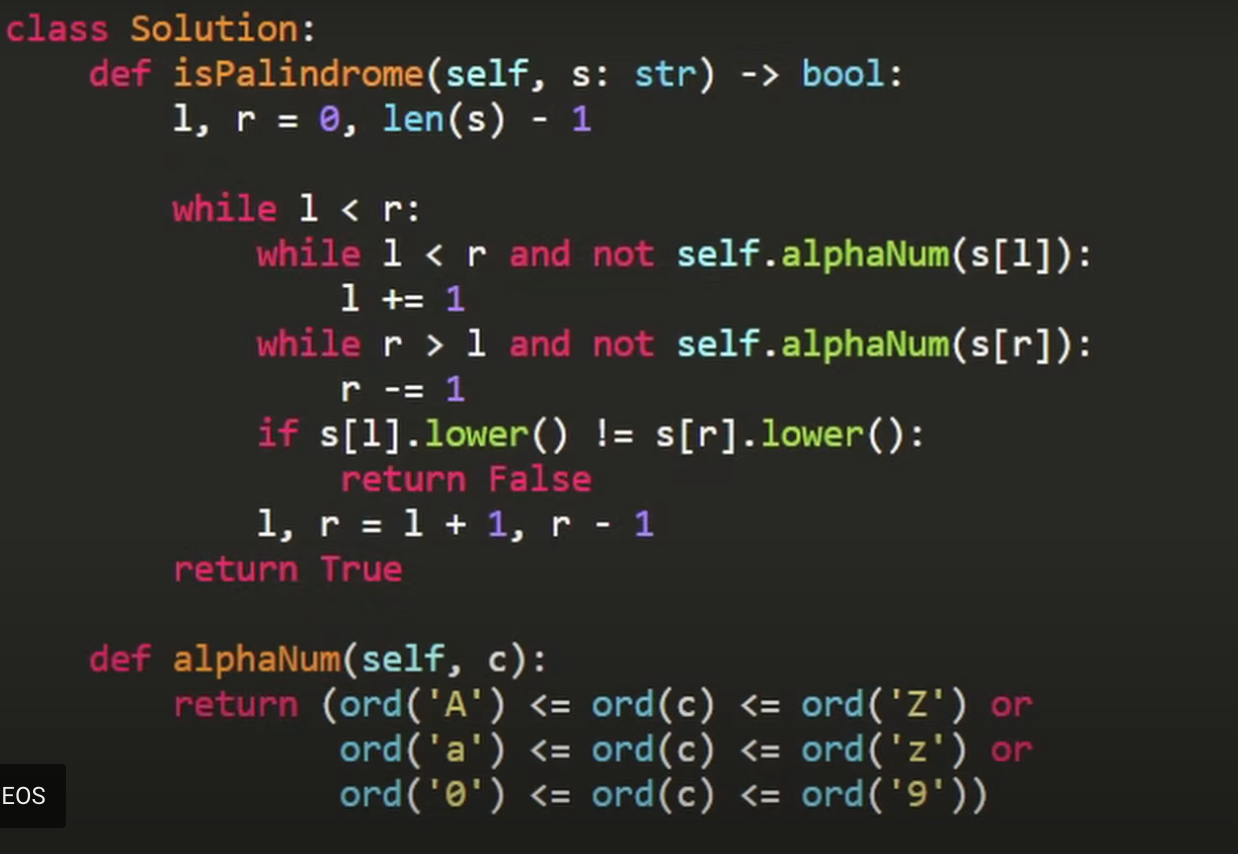 class Solution:
    def isPalindrome(self, s: str) -> bool:
        l, r = 0, len(s) - 1

        while l < r:
            while l < r and not self.alphaNum(s[l]):
                l += 1
            while r > l and not self.alphaNum(s[r]):
                r -= 1
            if s[l].lower() != s[r].lower():
                return False
            l, r = l + 1, r - 1
        return True

    def alphaNum(self, c):
        return (ord('A') <= ord(c) <= ord('Z') or
                ord('a') <= ord(c) <= ord('z') or
                ord('0') <= ord(c) <= ord('9'))
EOS